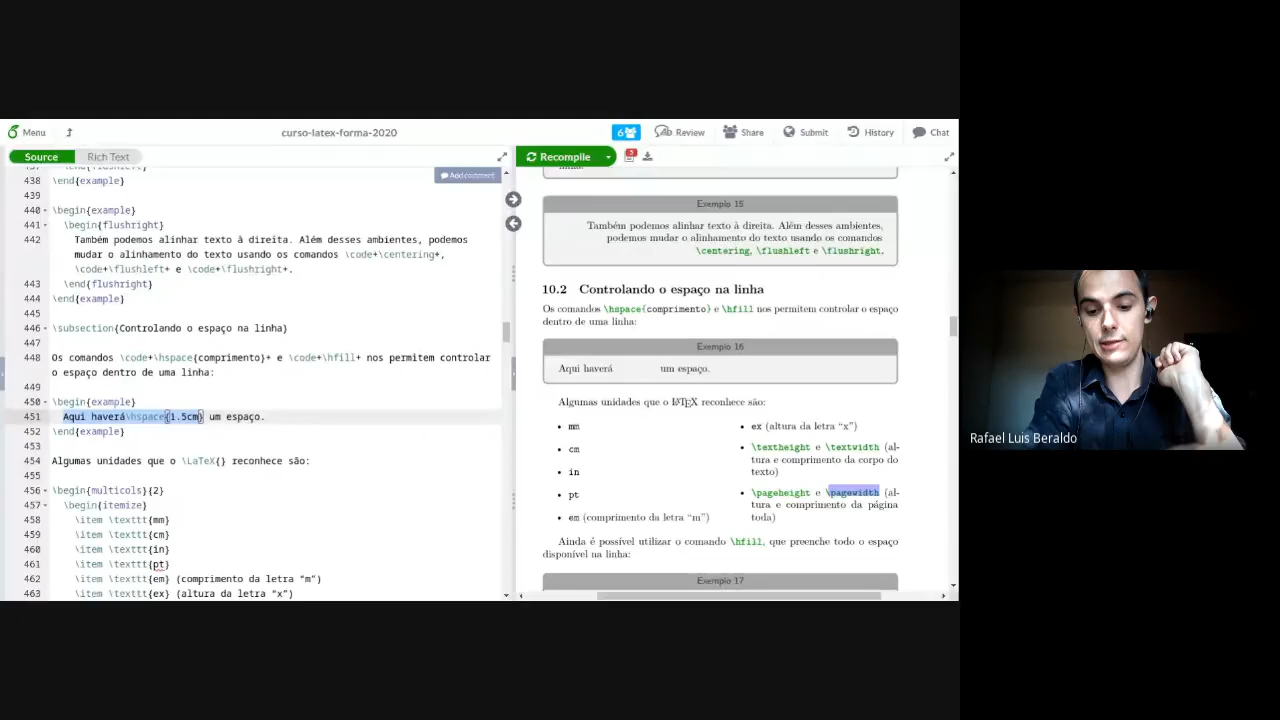 Menu
curso-latex-forma-2020
6
Review
Share
Submit
History
Chat
Source
Rich Text
Recompile
Add comment
438 \end{example}
439
440 \begin{example}
441 \begin{flushright}
442 Também podemos alinhar texto à direita. Além desses ambientes, podemos
mudar o alinhamento do texto usando os comandos \code+\centering+,
\code+\flushleft+ e \code+\flushright+.
443 \end{flushright}
444 \end{example}
445
446 \subsection{Controlando o espaço na linha}
447
448 Os comandos \code+\hspace{comprimento}+ e \code+\hfill+ nos permitem controlar
o espaço dentro de uma linha:
449
450 \begin{example}
451 Aqui haverá\hspace{1.5cm} um espaço.
452 \end{example}
453
454 Algumas unidades que o \LaTeX{} reconhece são:
455
456 \begin{multicols}{2}
457 \begin{itemize}
458 \item \texttt{mm}
459 \item \texttt{cm}
460 \item \texttt{in}
461 \item \texttt{pt}
462 \item \texttt{em} (comprimento da letra “m”)
463 \item \texttt{ex} (altura da letra “x”)
Exemplo 15
Também podemos alinhar texto à direita. Além desses ambientes,
podemos mudar o alinhamento do texto usando os comandos
\centering, \flushleft e \flushright.
10.2 Controlando o espaço na linha
Os comandos \hspace{comprimento} e \hfill nos permitem controlar o espaço
dentro de uma linha:
Exemplo 16
Aqui haverá um espaço.
Algumas unidades que o LATEX reconhece são:
• mm
• cm
• in
• pt
• em (comprimento da letra “m”)
• ex (altura da letra “x”)
• \textheight e \textwidth (al-
tura e comprimento do corpo do
texto)
• \pageheight e \pagewidth (al-
tura e comprimento da página
toda)
Ainda é possível utilizar o comando \hfill, que preenche todo o espaço
disponível na linha:
Exemplo 17
Rafael Luis Beraldo